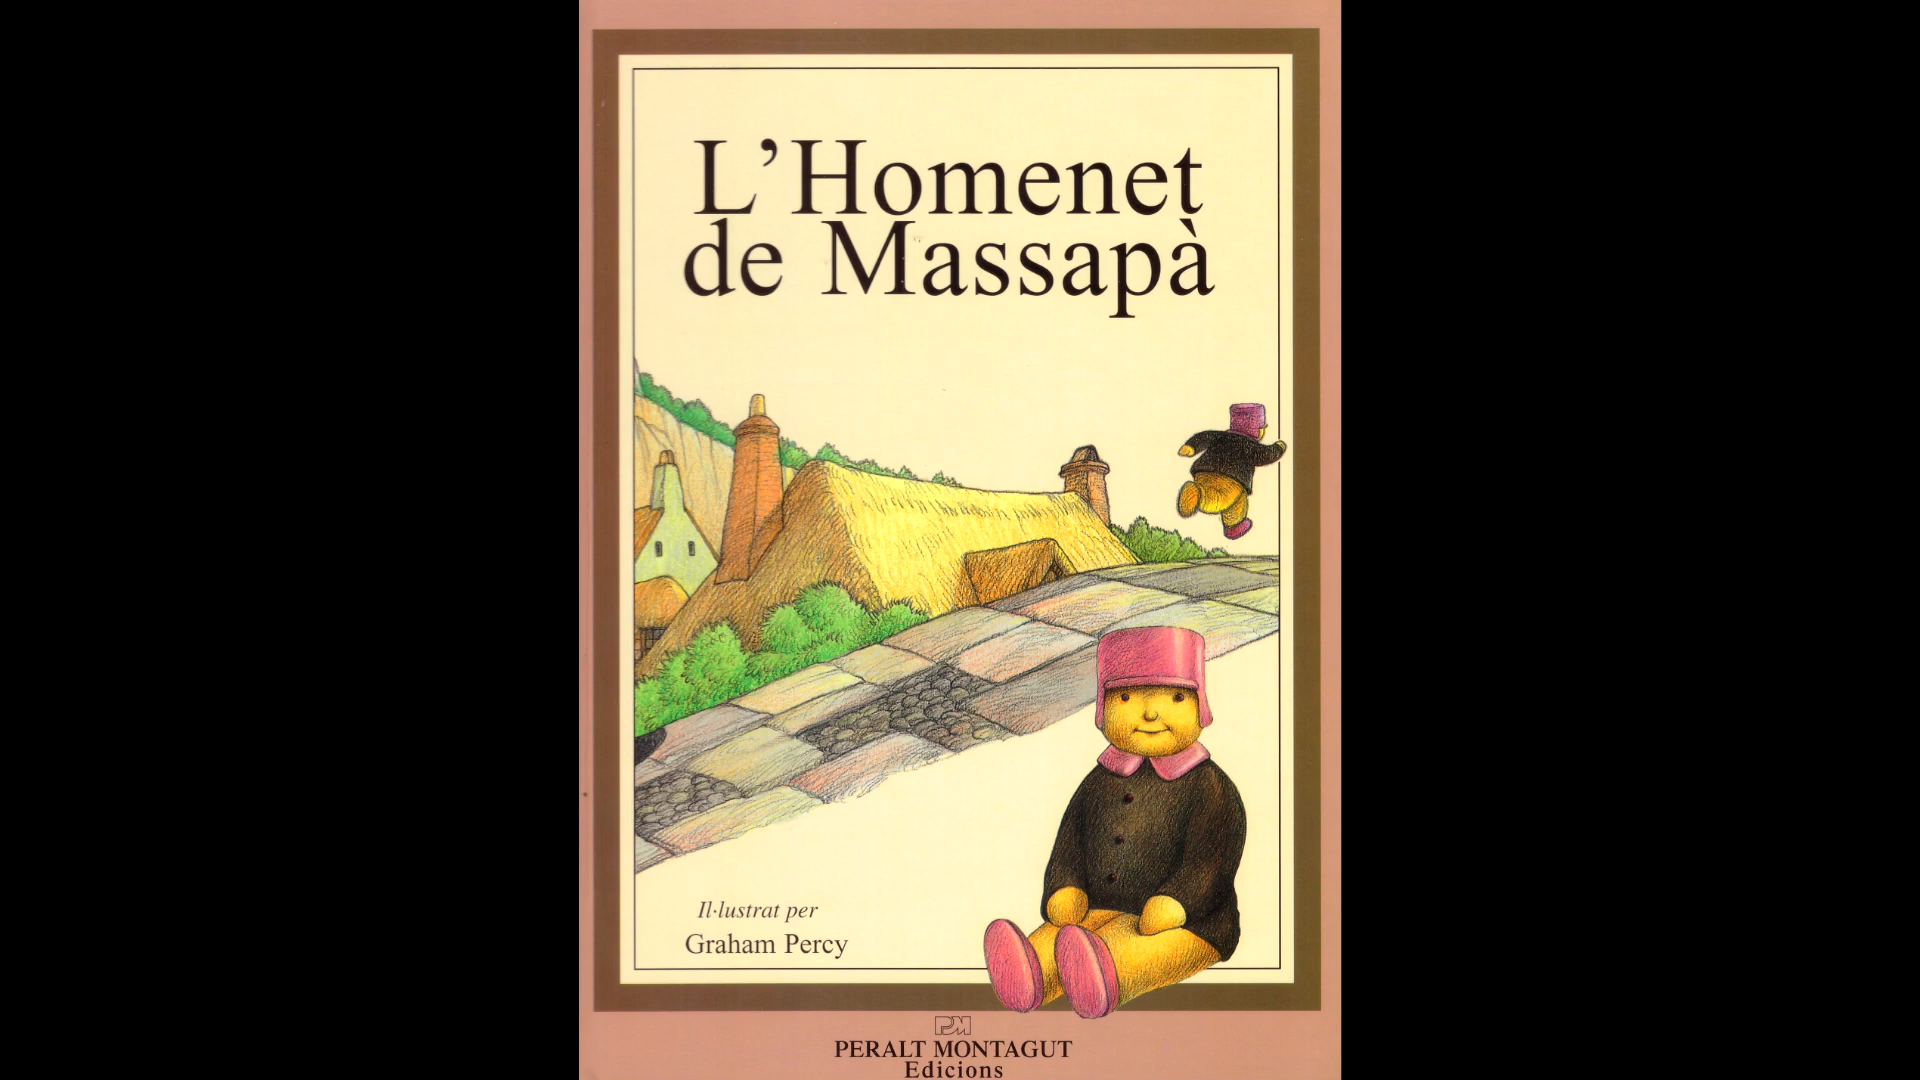 L’Homenet
de Massapà
Il·lustrat per
Graham Percy
PM
PERALT MONTAGUT
Edicions